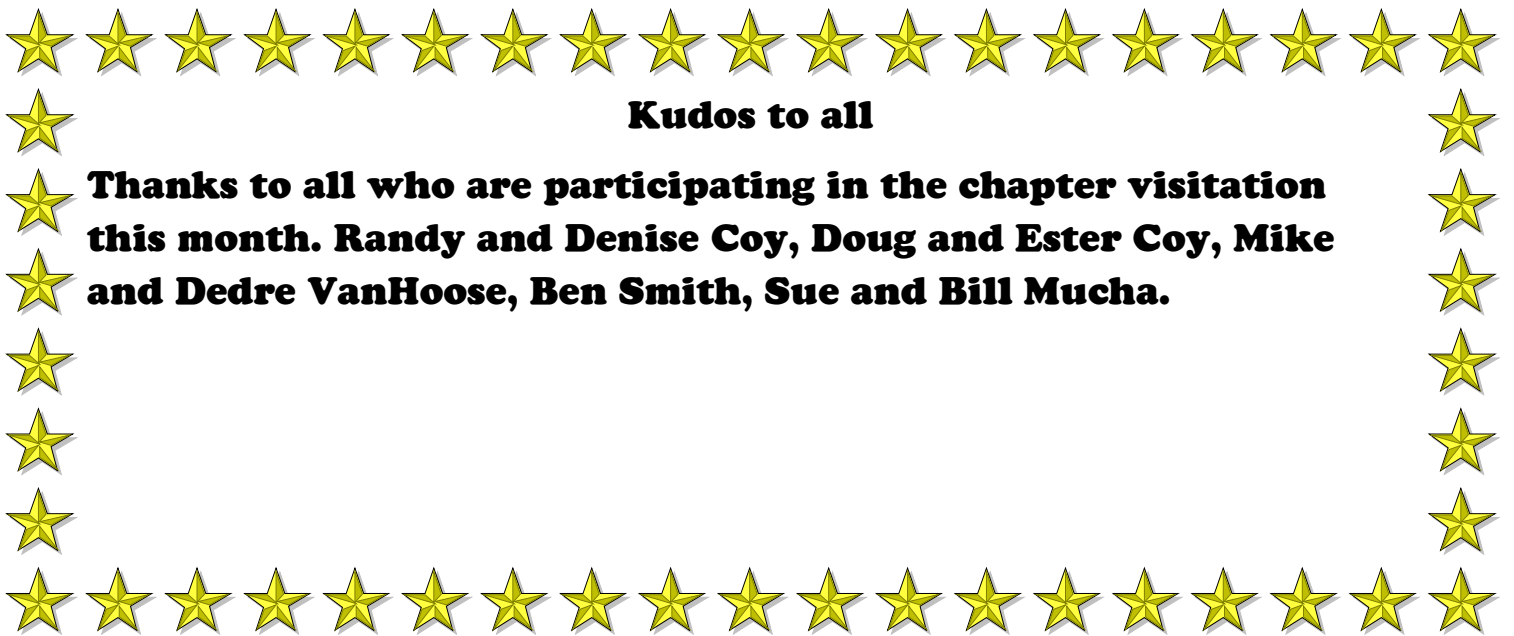 Kudos to all
Thanks to all who are participating in the chapter visitation
this month. Randy and Denise Coy, Doug and Ester Coy, Mike
and Dedre VanHoose, Ben Smith, Sue and Bill Mucha.